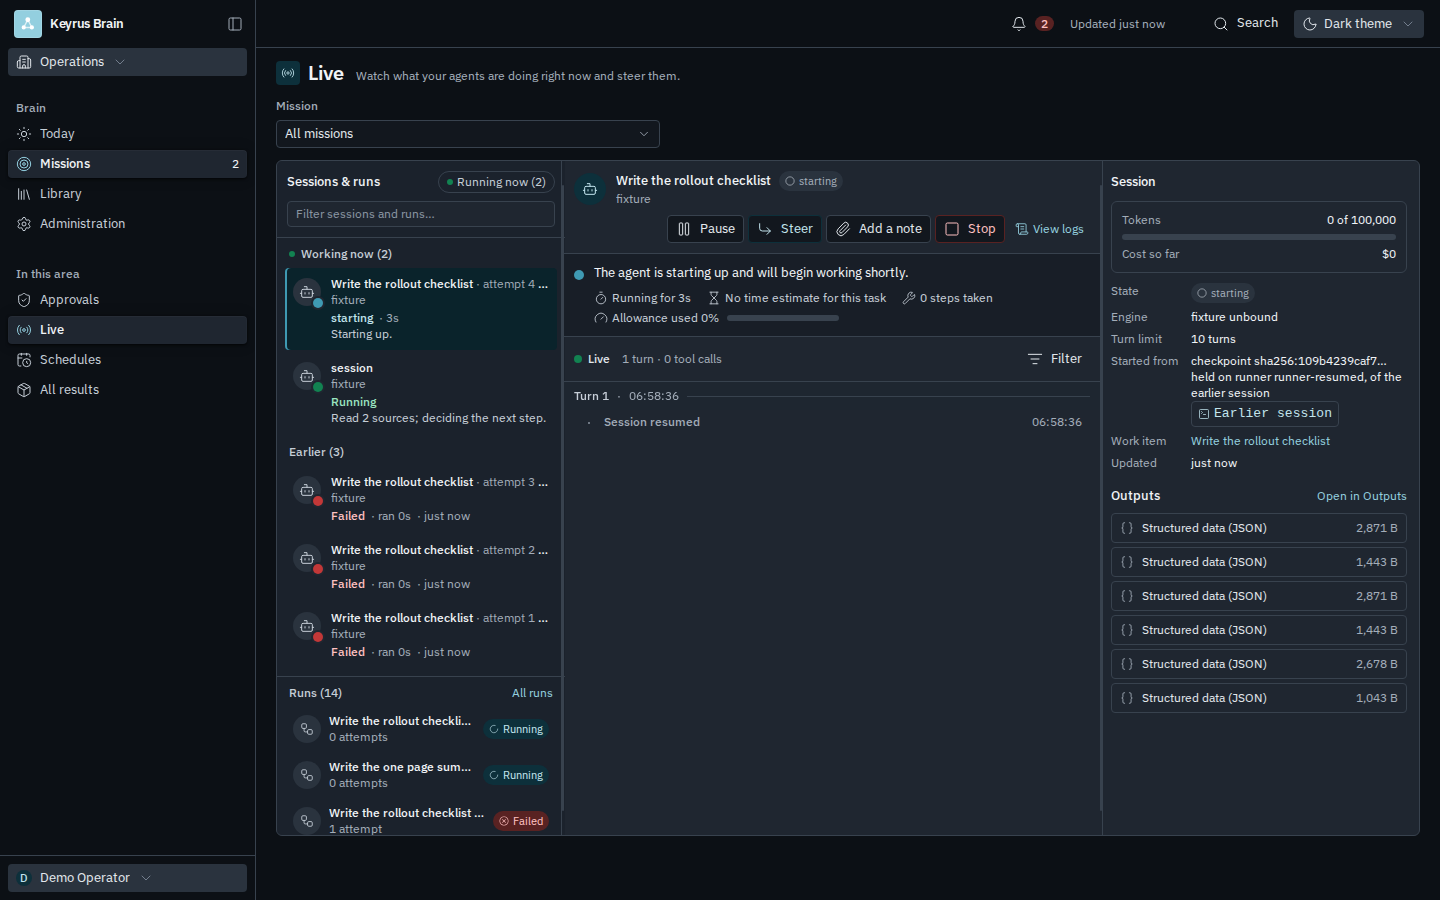 Keyrus Brain
2
Updated just now
Search
Dark theme
Operations
Brain
Today
Missions
2
Library
Administration
In this area
Approvals
Live
Schedules
All results
D
Demo Operator
Live
Watch what your agents are doing right now and steer them.
Mission
All missions
Sessions & runs
Running now (2)
Filter sessions and runs...
Working now (2)
Write the rollout checklist · attempt 4 ...
fixture
starting · 3s
Starting up.
session
fixture
Running
Read 2 sources; deciding the next step.
Earlier (3)
Write the rollout checklist · attempt 3 ...
fixture
Failed · ran 0s · just now
Write the rollout checklist · attempt 2 ...
fixture
Failed · ran 0s · just now
Write the rollout checklist · attempt 1 ...
fixture
Failed · ran 0s · just now
Runs (14)
All runs
Write the rollout checkli...
0 attempts
Running
Write the one page sum...
0 attempts
Running
Write the rollout checklist ...
1 attempt
Failed
Write the rollout checklist
starting
fixture
Pause
Steer
Add a note
Stop
View logs
The agent is starting up and will begin working shortly.
Running for 3s
No time estimate for this task
0 steps taken
Allowance used 0%
Live
1 turn · 0 tool calls
Filter
Turn 1 · 06:58:36
· Session resumed
06:58:36
Session
Tokens
0 of 100,000
Cost so far
$0
State
starting
Engine
fixture unbound
Turn limit
10 turns
Started from
checkpoint sha256:109b4239caf7...
held on runner runner-resumed, of the
earlier session
Earlier session
Work item
Write the rollout checklist
Updated
just now
Outputs
Open in Outputs
{ } Structured data (JSON)
2,871 B
{ } Structured data (JSON)
1,443 B
{ } Structured data (JSON)
2,871 B
{ } Structured data (JSON)
1,443 B
{ } Structured data (JSON)
2,678 B
{ } Structured data (JSON)
1,043 B